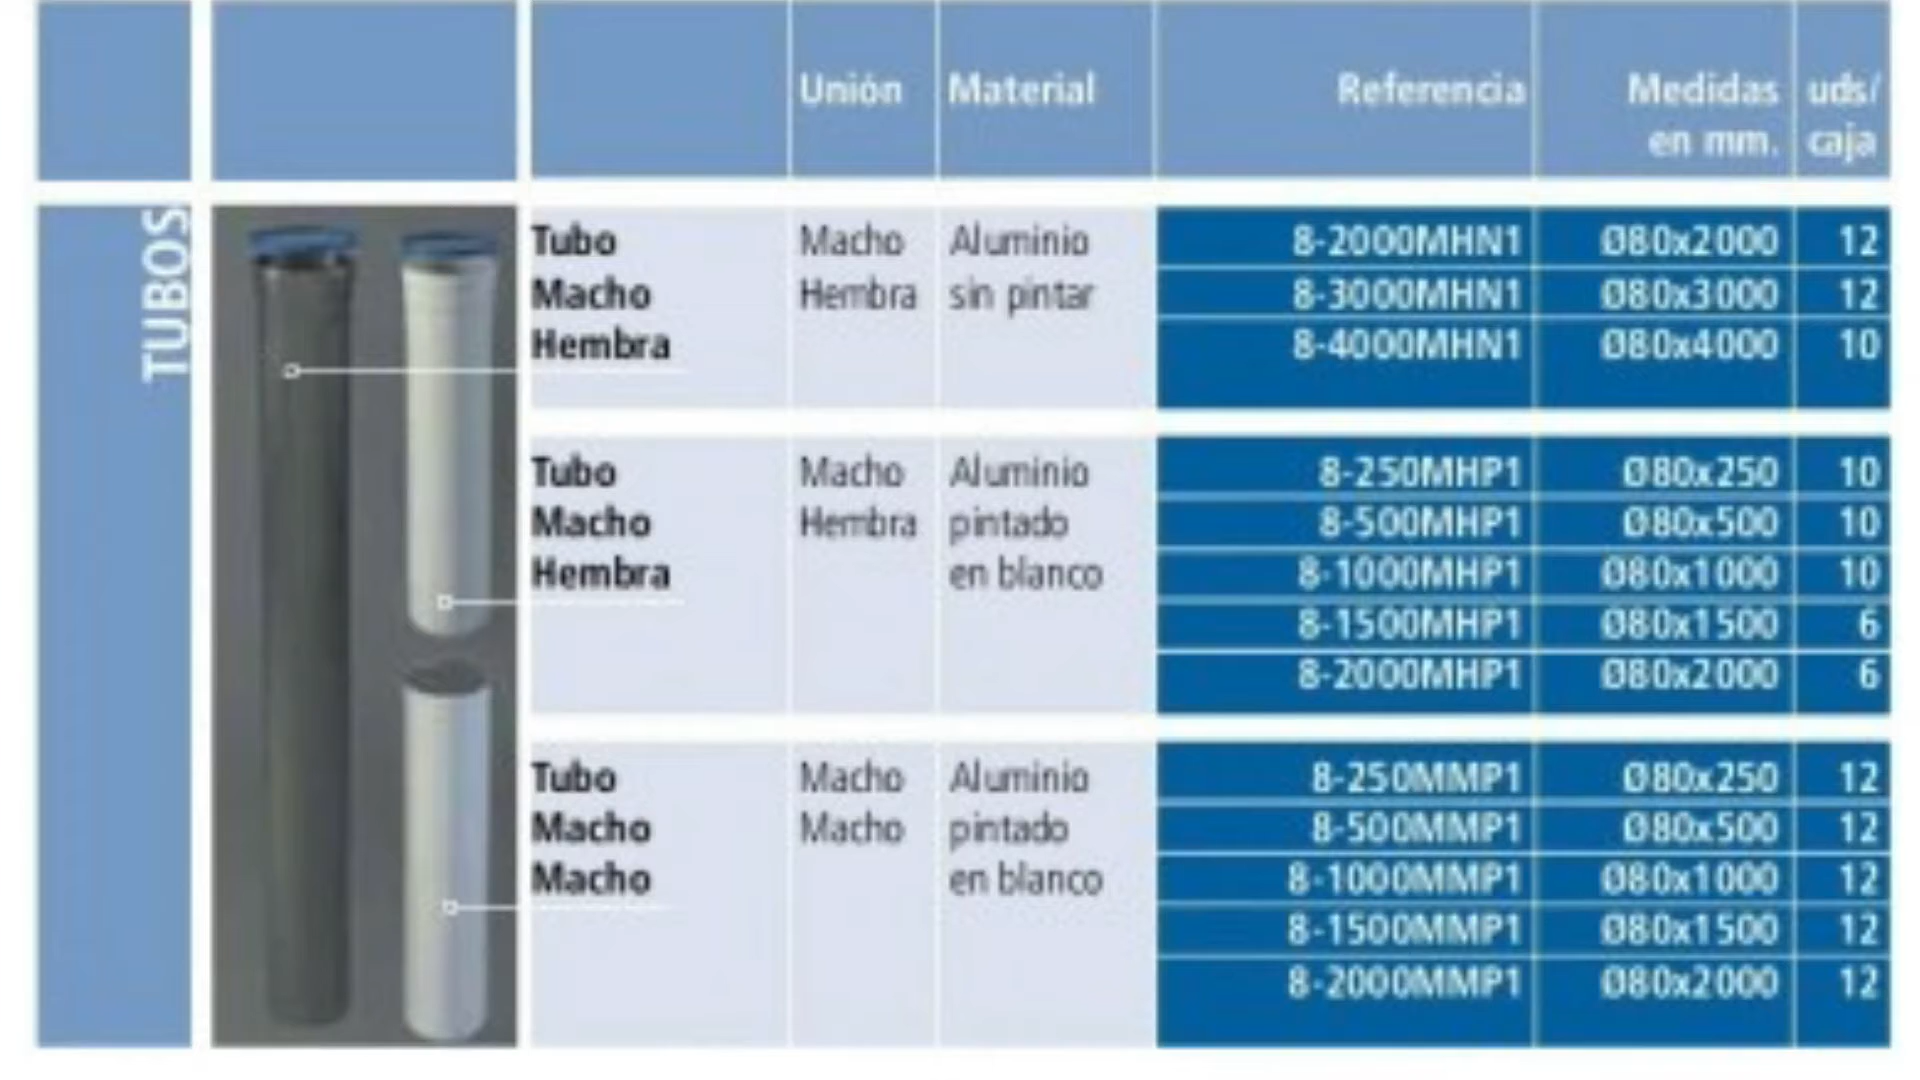 Unión Material Referencia Medidas uds/
en mm. caja
TUBOS
Tubo Macho Aluminio 8-2000MHN1 Ø80x2000 12
Macho Hembra sin pintar 8-3000MHN1 Ø80x3000 12
Hembra 8-4000MHN1 Ø80x4000 10
Tubo Macho Aluminio 8-250MHP1 Ø80x250 10
Macho Hembra pintado 8-500MHP1 Ø80x500 10
Hembra en blanco 8-1000MHP1 Ø80x1000 10
8-1500MHP1 Ø80x1500 6
8-2000MHP1 Ø80x2000 6
Tubo Macho Aluminio 8-250MMP1 Ø80x250 12
Macho Macho pintado 8-500MMP1 Ø80x500 12
Macho en blanco 8-1000MMP1 Ø80x1000 12
8-1500MMP1 Ø80x1500 12
8-2000MMP1 Ø80x2000 12